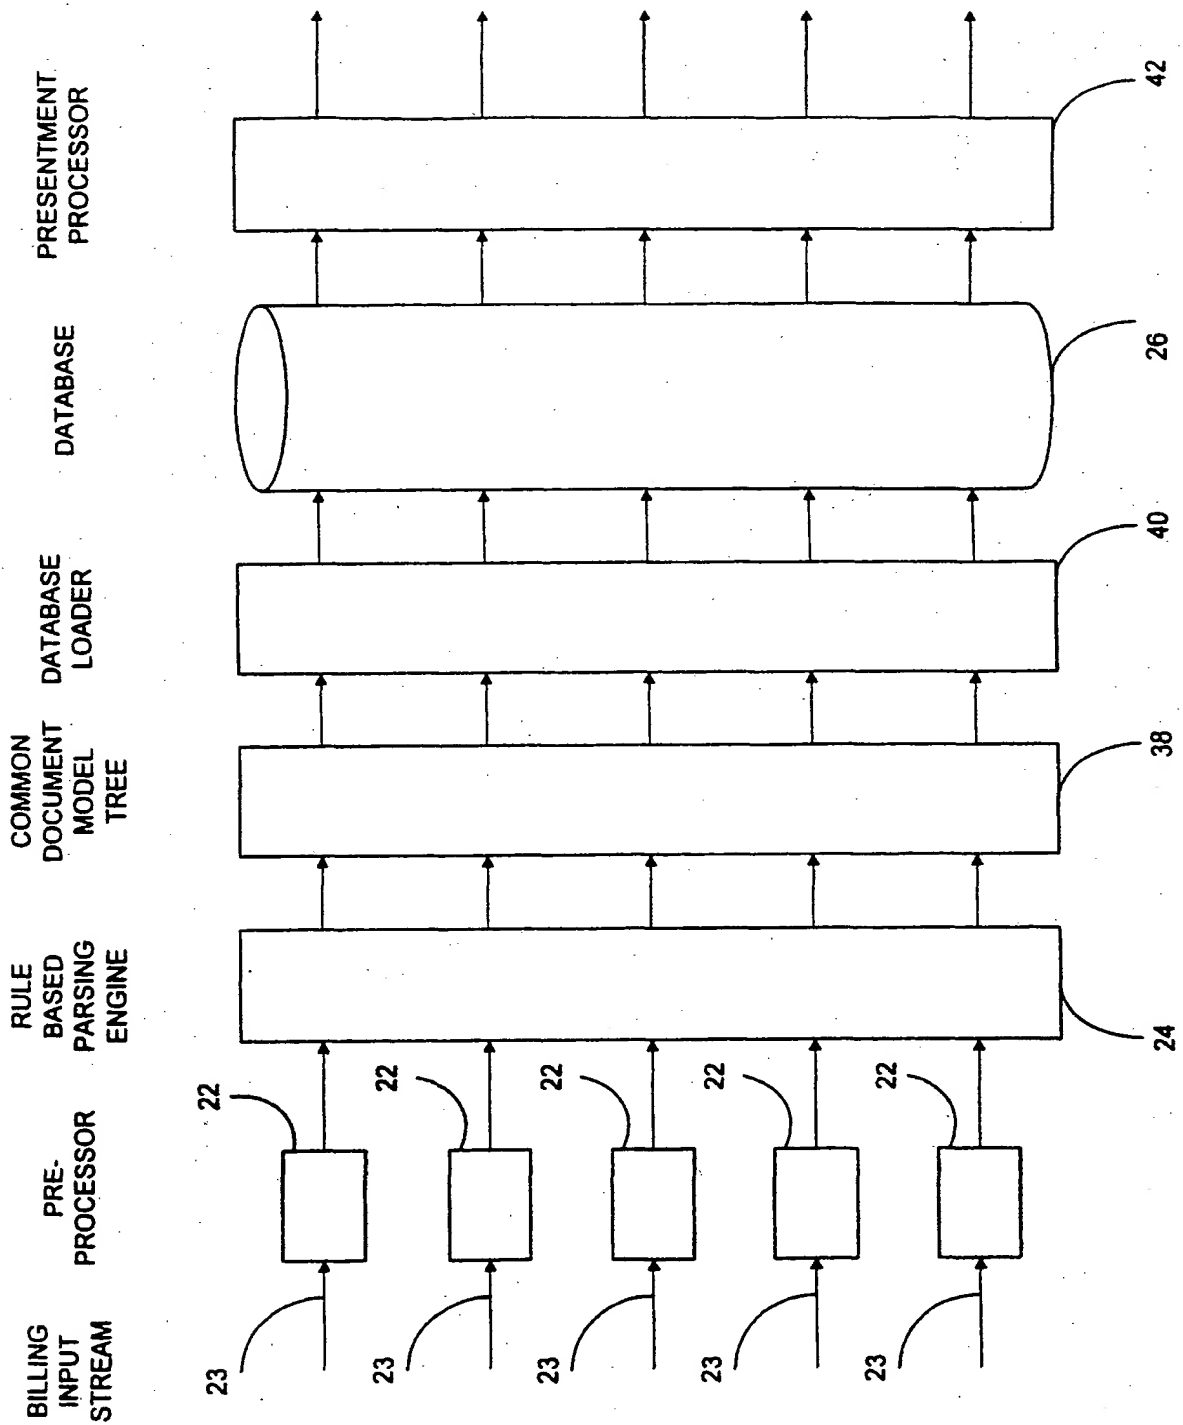 BILLING
INPUT
STREAM
PRE-
PROCESSOR
RULE
BASED
PARSING
ENGINE
COMMON
DOCUMENT
MODEL
TREE
DATABASE
LOADER
DATABASE
PRESENTMENT
PROCESSOR
23
22
23
22
23
22
23
22
23
22
24
38
40
26
42